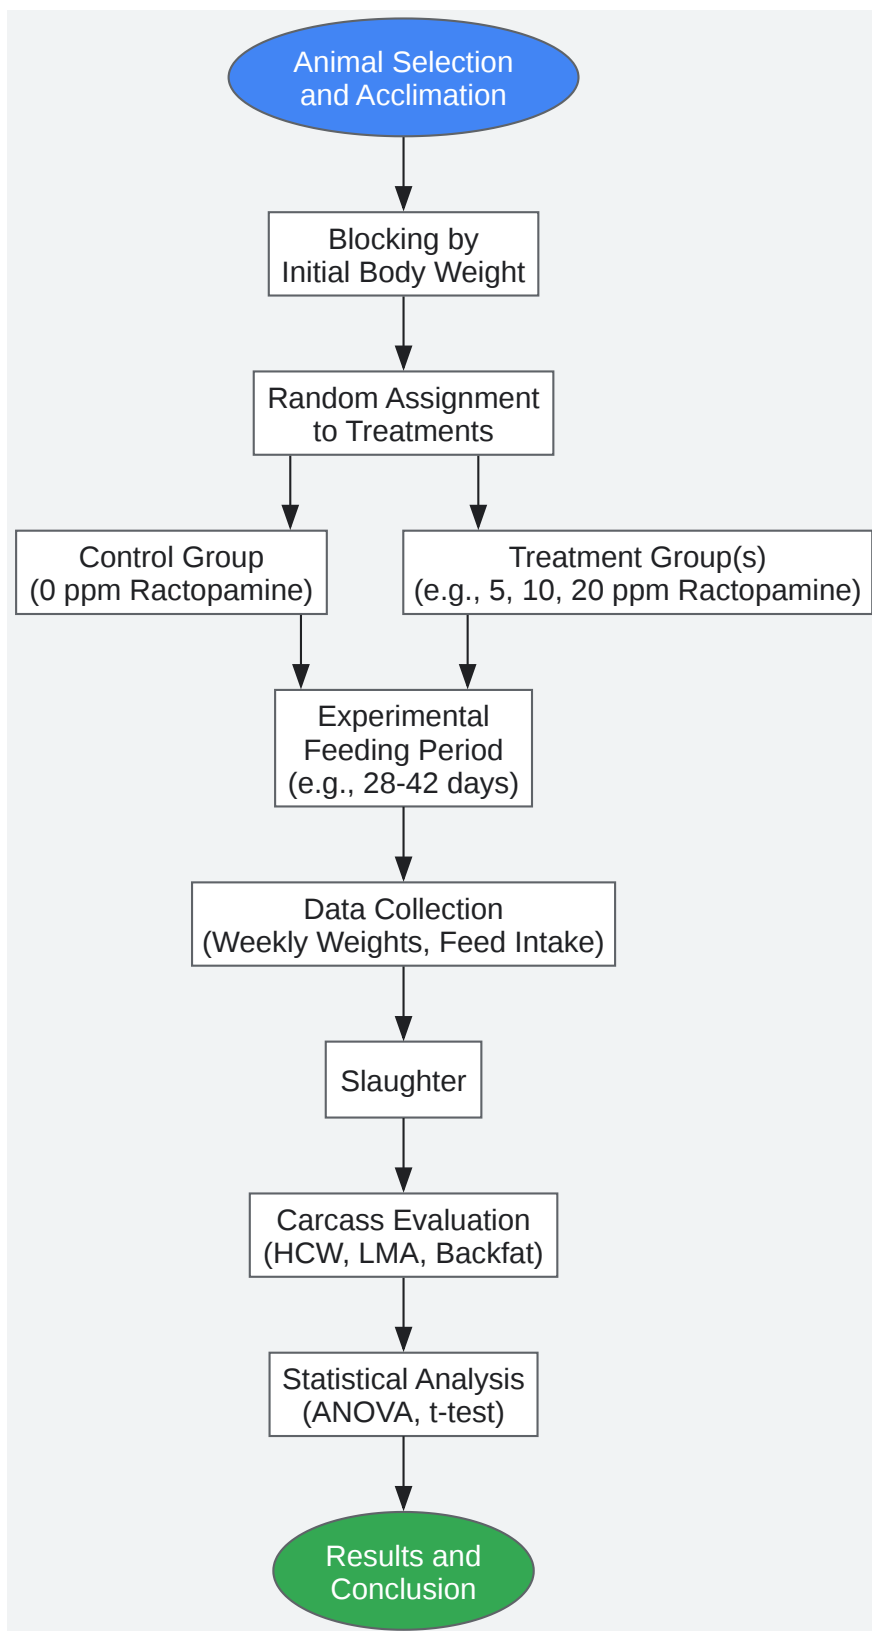 Animal Selection
and Acclimation
Blocking by
Initial Body Weight
Random Assignment
to Treatments
Control Group
(0 ppm Ractopamine)
Treatment Group(s)
(e.g., 5, 10, 20 ppm Ractopamine)
Experimental
Feeding Period
(e.g., 28-42 days)
Data Collection
(Weekly Weights, Feed Intake)
Slaughter
Carcass Evaluation
(HCW, LMA, Backfat)
Statistical Analysis
(ANOVA, t-test)
Results and
Conclusion